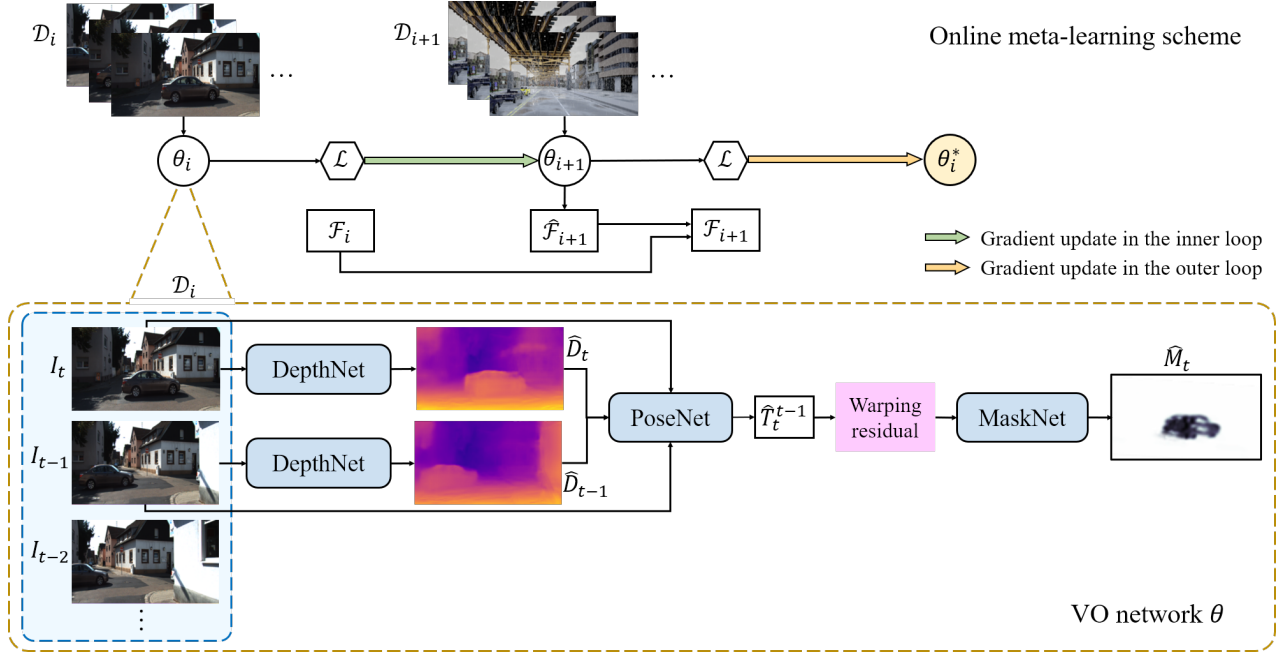 𝒟ᵢ
...
𝒟ᵢ₊₁
...
Online meta-learning scheme
θᵢ
ℒ
θᵢ₊₁
ℒ
θᵢ*
ℱᵢ
ℱ̂ᵢ₊₁
ℱᵢ₊₁
Gradient update in the inner loop
Gradient update in the outer loop
𝒟ᵢ
Iₜ
DepthNet
D̂ₜ
PoseNet
T̂ₜᵗ⁻¹
Warping
residual
MaskNet
M̂ₜ
Iₜ₋₁
DepthNet
D̂ₜ₋₁
Iₜ₋₂
⋮
VO network θ